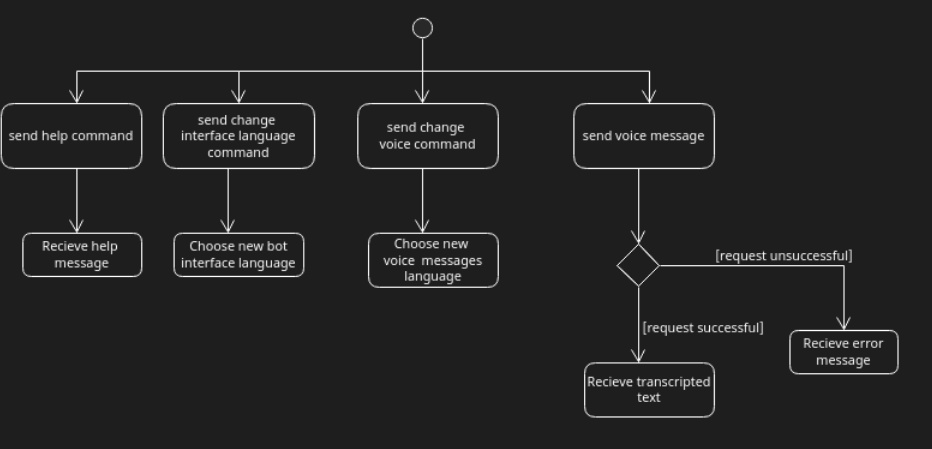 send help command
send change
interface language
command
send change
voice command
send voice message
Recieve help
message
Choose new bot
interface language
Choose new
voice  messages
language
[request unsuccessful]
[request successful]
Recieve error
message
Recieve transcripted
text